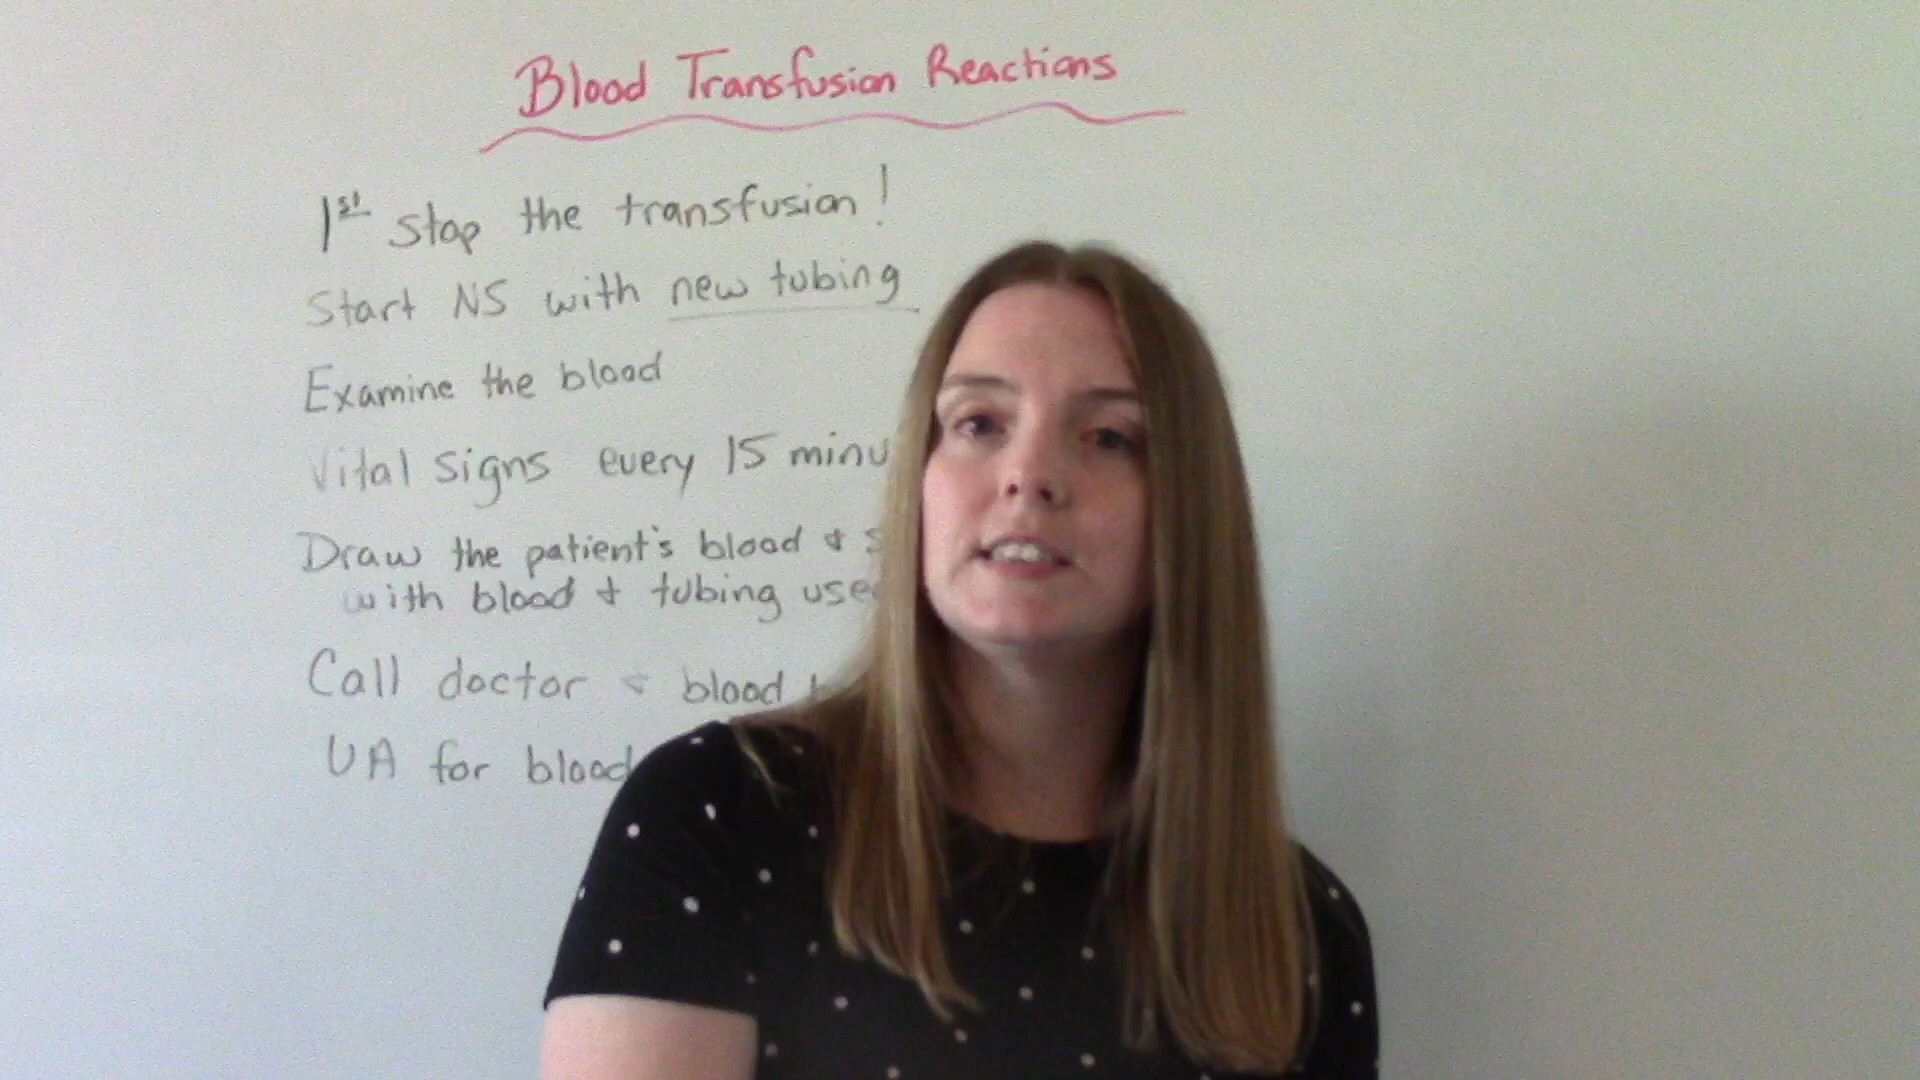 Blood Transfusion Reactions
1st Stop the transfusion!
Start NS with new tubing
Examine the blood
Vital signs every 15
Draw the patient's blood &
with blood & tubing
Call doctor & blood
UA for blood